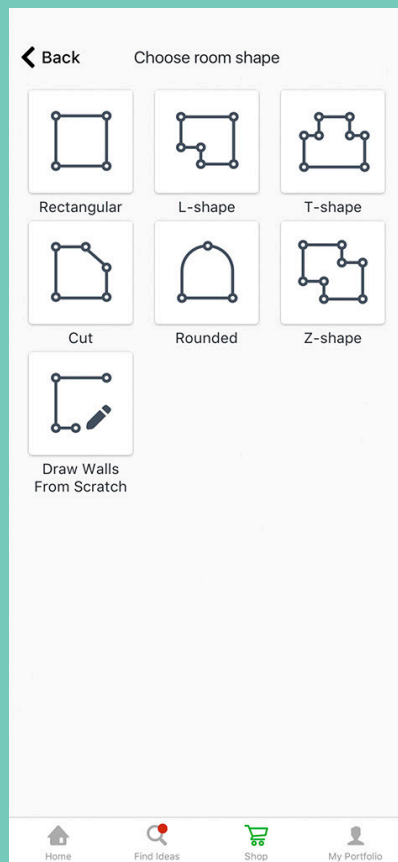 Back
Choose room shape
Rectangular
L-shape
T-shape
Cut
Rounded
Z-shape
Draw Walls
From Scratch
Home
Find Ideas
Shop
My Portfolio